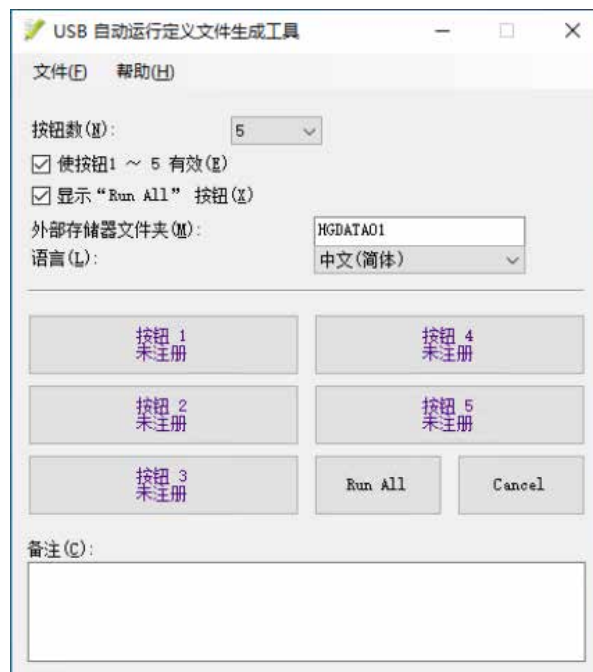 USB 自动运行定义文件生成工具
文件(F) 帮助(H)
按钮数(N): 5
使按钮1 ～ 5 有效(E)
显示“Run All” 按钮(X)
外部存储器文件夹(M): HGDATA01
语言(L): 中文(简体)
按钮 1
未注册
按钮 4
未注册
按钮 2
未注册
按钮 5
未注册
按钮 3
未注册
Run All
Cancel
备注(C):